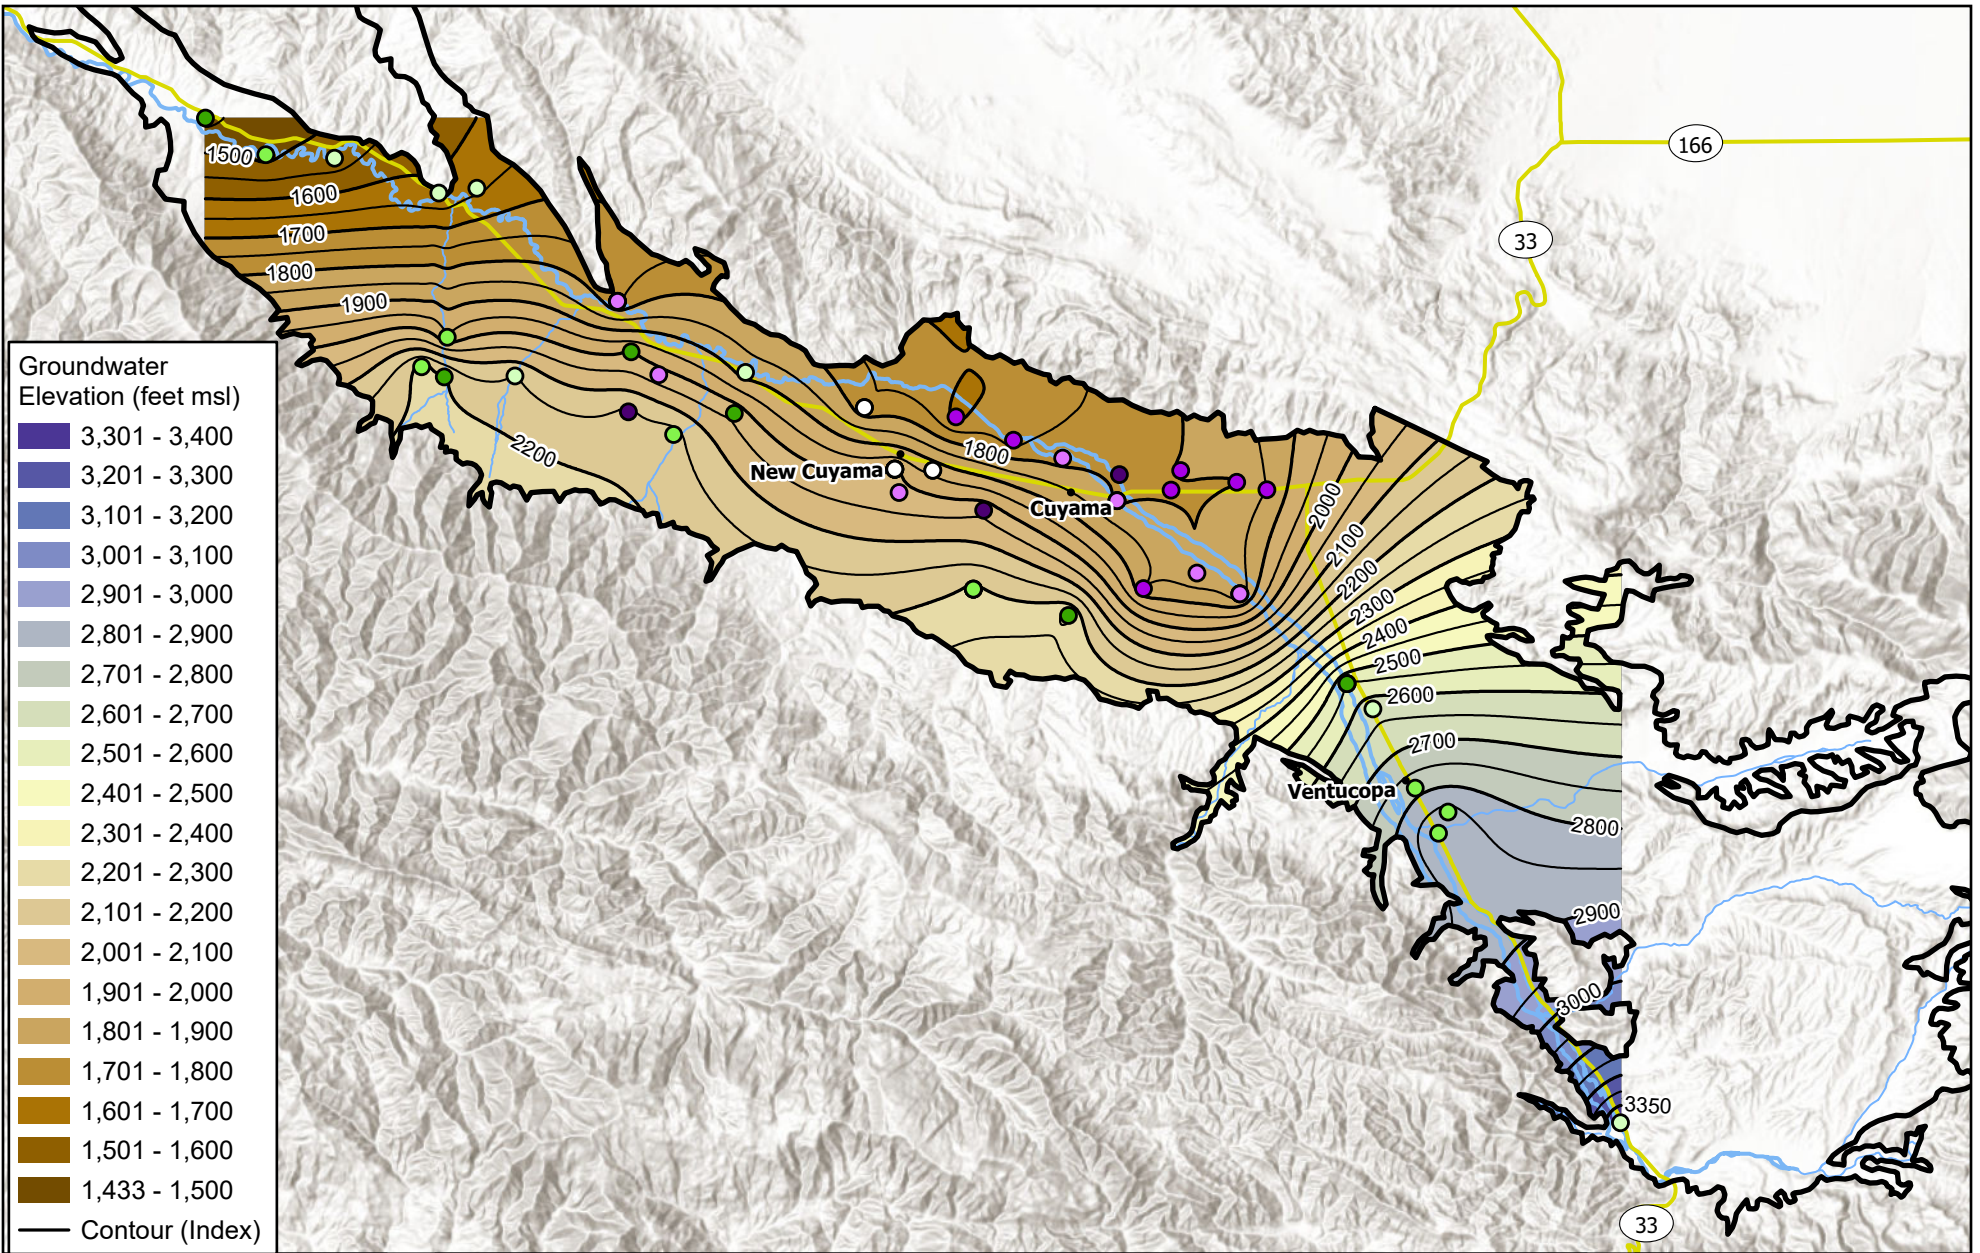 166
33
1500
1600
1700
1800
1900
2200
New Cuyama
1800
Cuyama
2000
2100
2200
2300
2400
2500
2600
2700
Ventucopa
2800
2900
3000
3350
33
Groundwater
Elevation (feet msl)
3,301 - 3,400
3,201 - 3,300
3,101 - 3,200
3,001 - 3,100
2,901 - 3,000
2,801 - 2,900
2,701 - 2,800
2,601 - 2,700
2,501 - 2,600
2,401 - 2,500
2,301 - 2,400
2,201 - 2,300
2,101 - 2,200
2,001 - 2,100
1,901 - 2,000
1,801 - 1,900
1,701 - 1,800
1,601 - 1,700
1,501 - 1,600
1,433 - 1,500
Contour (Index)